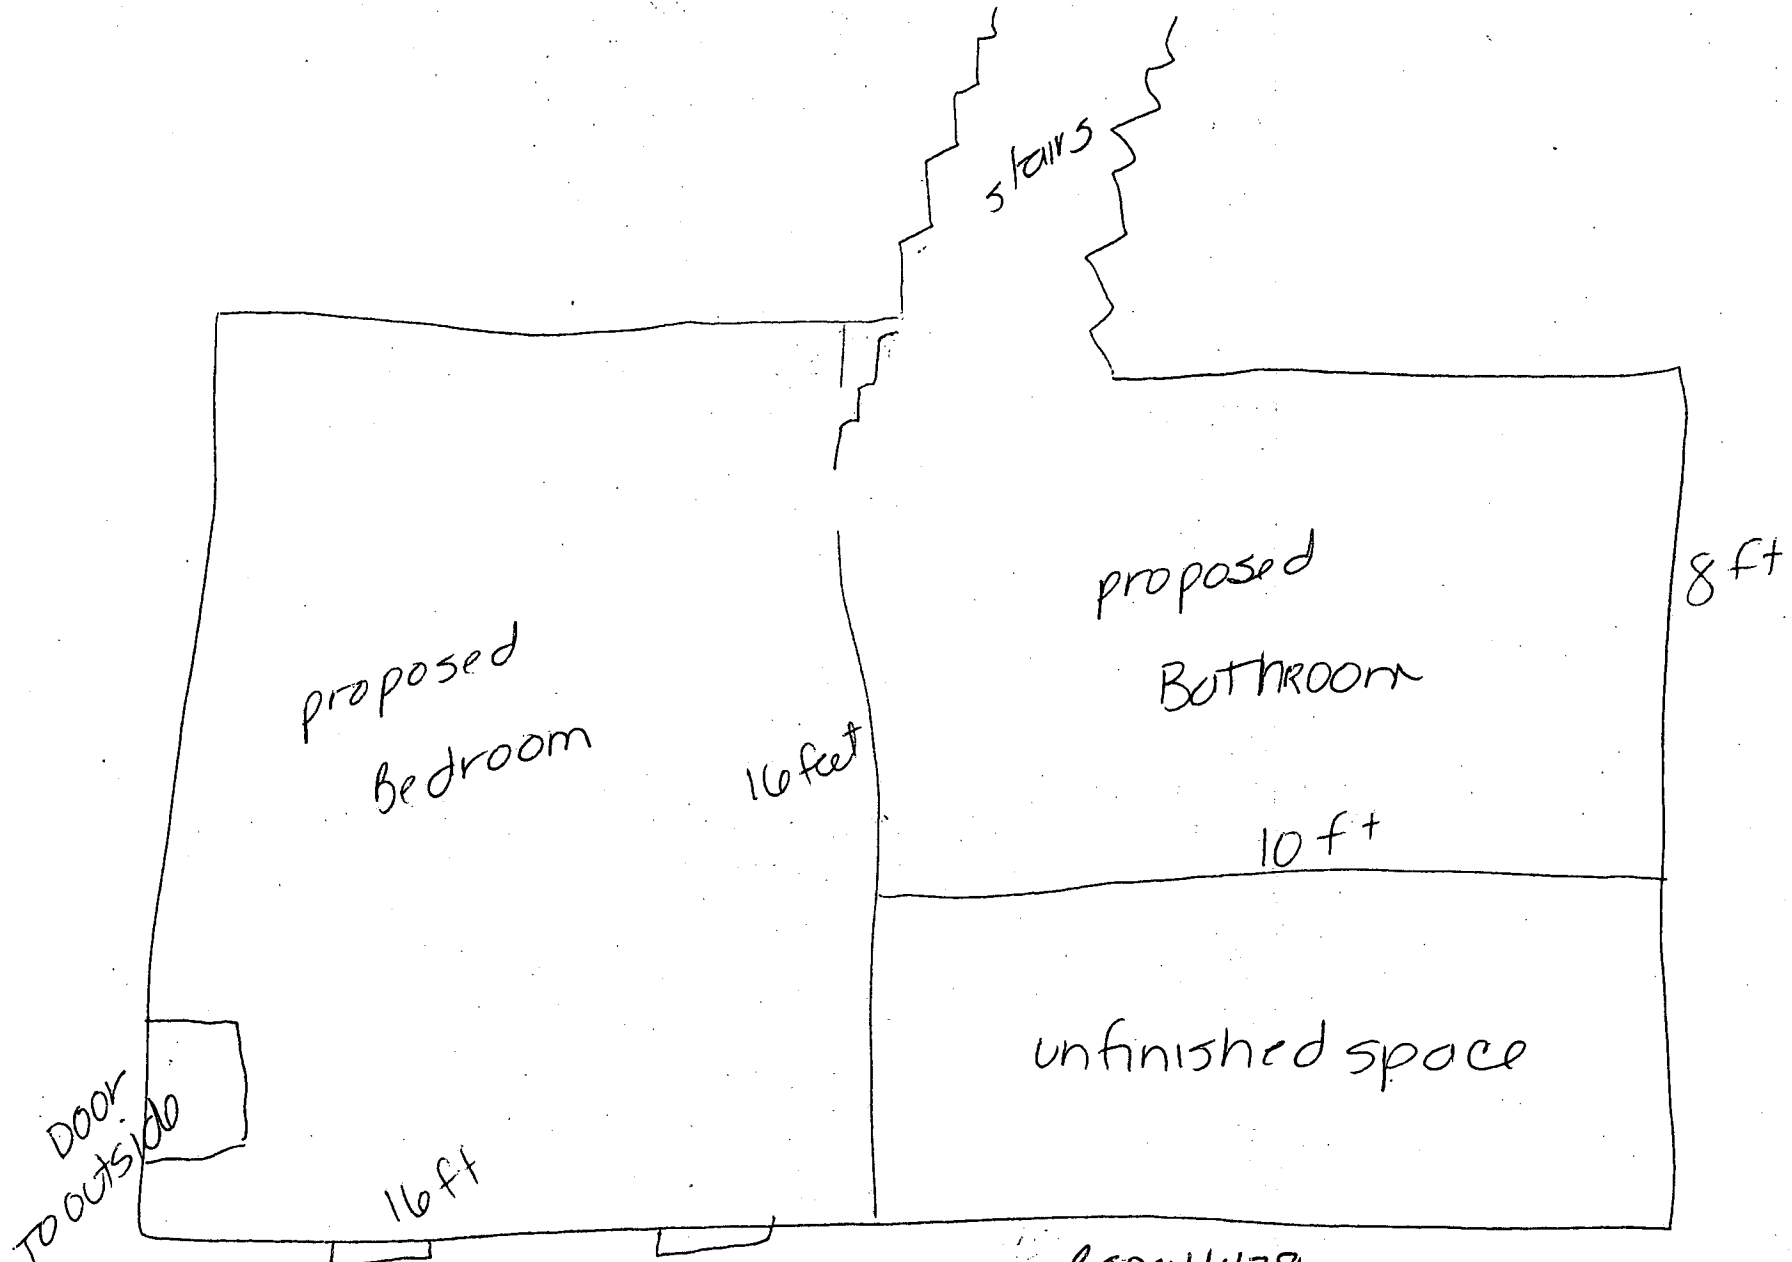 stairs
proposed
Bathroom
8 ft
proposed
Bedroom
16 feet
10 ft
unfinished space
Door
To outside
16 ft